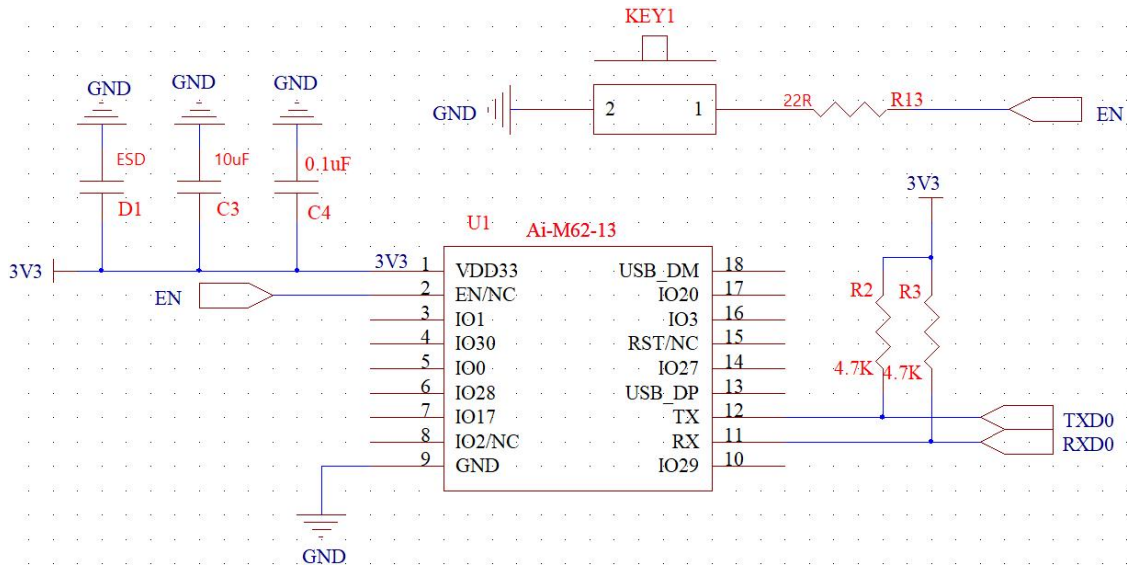 KEY1
GND
2
1
22R
R13
EN
GND
GND
GND
ESD
10uF
0.1uF
D1
C3
C4
3V3
U1
Ai-M62-13
3V3
3V3
1
VDD33
USB_DM
18
EN
2
EN/NC
IO20
17
3
IO1
IO3
16
4
IO30
RST/NC
15
5
IO0
IO27
14
6
IO28
USB_DP
13
7
IO17
TX
12
8
IO2/NC
RX
11
9
GND
IO29
10
R2
R3
4.7K
4.7K
TXD0
RXD0
GND